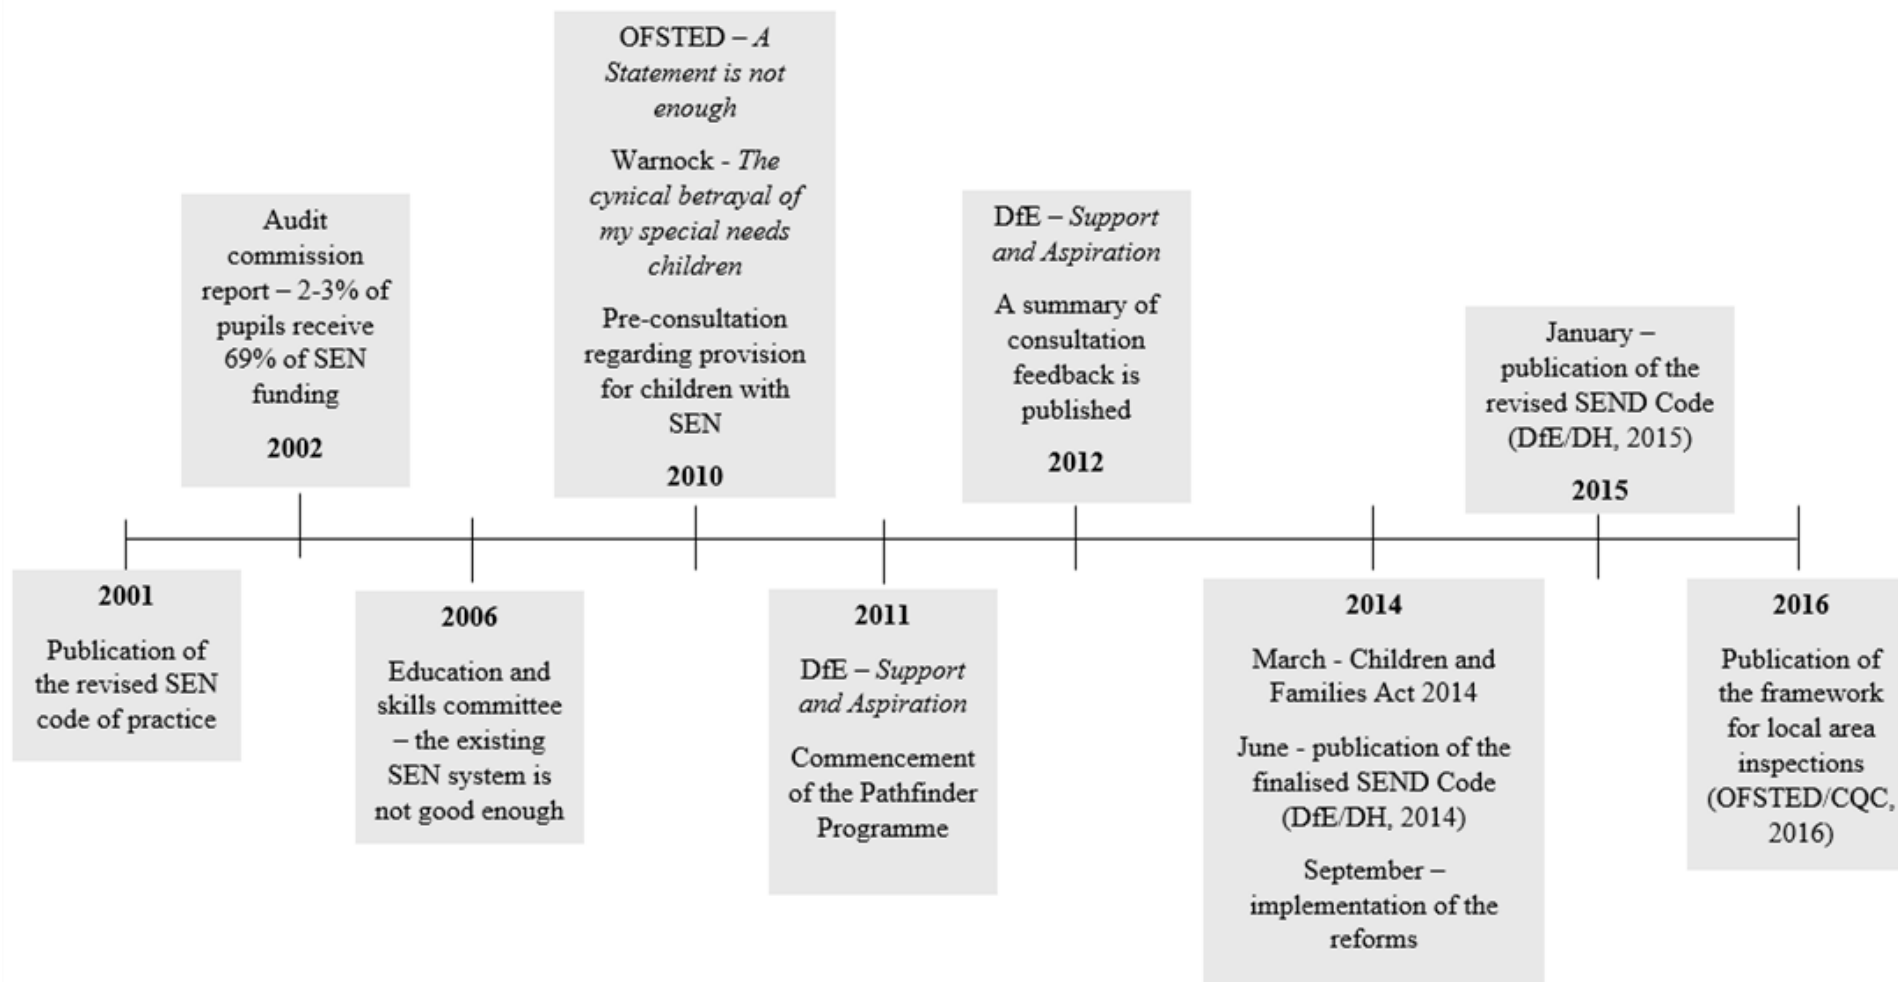 2001
Publication of
the revised SEN
code of practice
Audit
commission
report – 2-3% of
pupils receive
69% of SEN
funding
2002
2006
Education and
skills committee
– the existing
SEN system is
not good enough
OFSTED – A
Statement is not
enough
Warnock - The
cynical betrayal of
my special needs
children
Pre-consultation
regarding provision
for children with
SEN
2010
2011
DfE – Support
and Aspiration
Commencement
of the Pathfinder
Programme
DfE – Support
and Aspiration
A summary of
consultation
feedback is
published
2012
2014
March - Children and
Families Act 2014
June - publication of the
finalised SEND Code
(DfE/DH, 2014)
September –
implementation of the
reforms
January –
publication of the
revised SEND Code
(DfE/DH, 2015)
2015
2016
Publication of
the framework
for local area
inspections
(OFSTED/CQC,
2016)